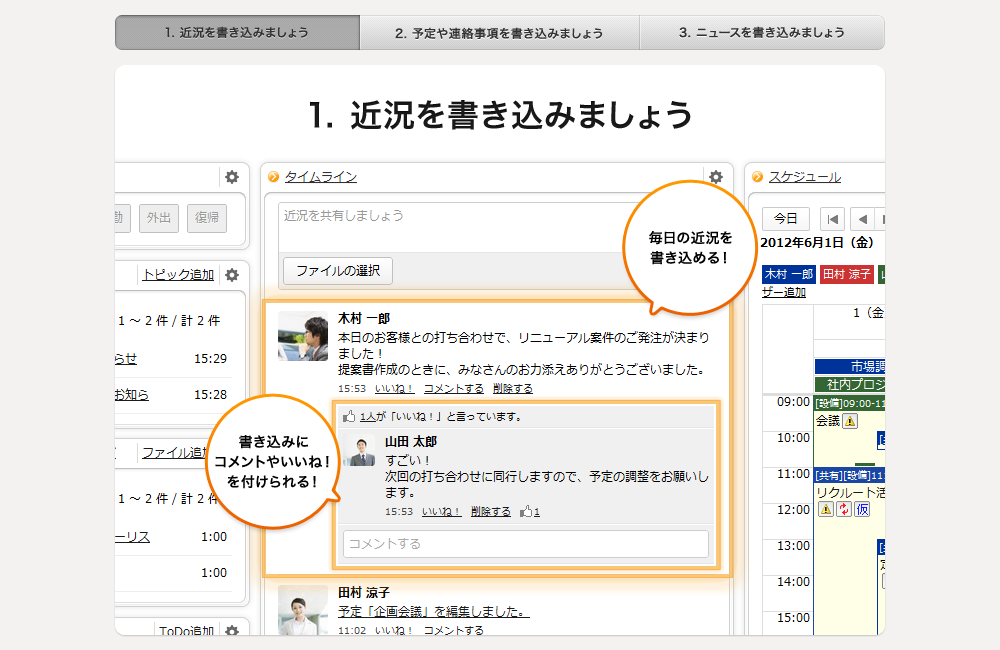 1. 近況を書き込みましょう
2. 予定や連絡事項を書き込みましょう
3. ニュースを書き込みましょう
1. 近況を書き込みましょう
外出
復帰
トピック追加
1 ～ 2 件 / 計 2 件
らせ 15:29
お知ら 15:28
ファイル追加
1 ～ 2 件 / 計 2 件
ーリス 1:00
1:00
ToDo追加
タイムライン
近況を共有しましょう
ファイルの選択
毎日の近況を
書き込める！
木村 一郎
本日のお客様との打ち合わせで、リニューアル案件のご発注が決まり
ました！
提案書作成のときに、みなさんのお力添えありがとうございました。
15:53 いいね！ コメントする 削除する
1人が「いいね！」と言っています。
山田 太郎
すごい！
次回の打ち合わせに同行しますので、予定の調整をお願いし
ます。
15:53 いいね！ 削除する 1
コメントする
書き込みに
コメントやいいね！
を付けられる！
田村 涼子
予定「企画会議」を編集しました。
11:02 いいね！ コメントする
スケジュール
今日
2012年6月1日（金）
木村 一郎 田村 涼子
ザー追加
1（金
市場調
社内プロジ
09:00 [設備]09:00-11
会議
10:00
11:00 [共有][設備]11
リクルート活
12:00 仮
13:00
14:00
15:00